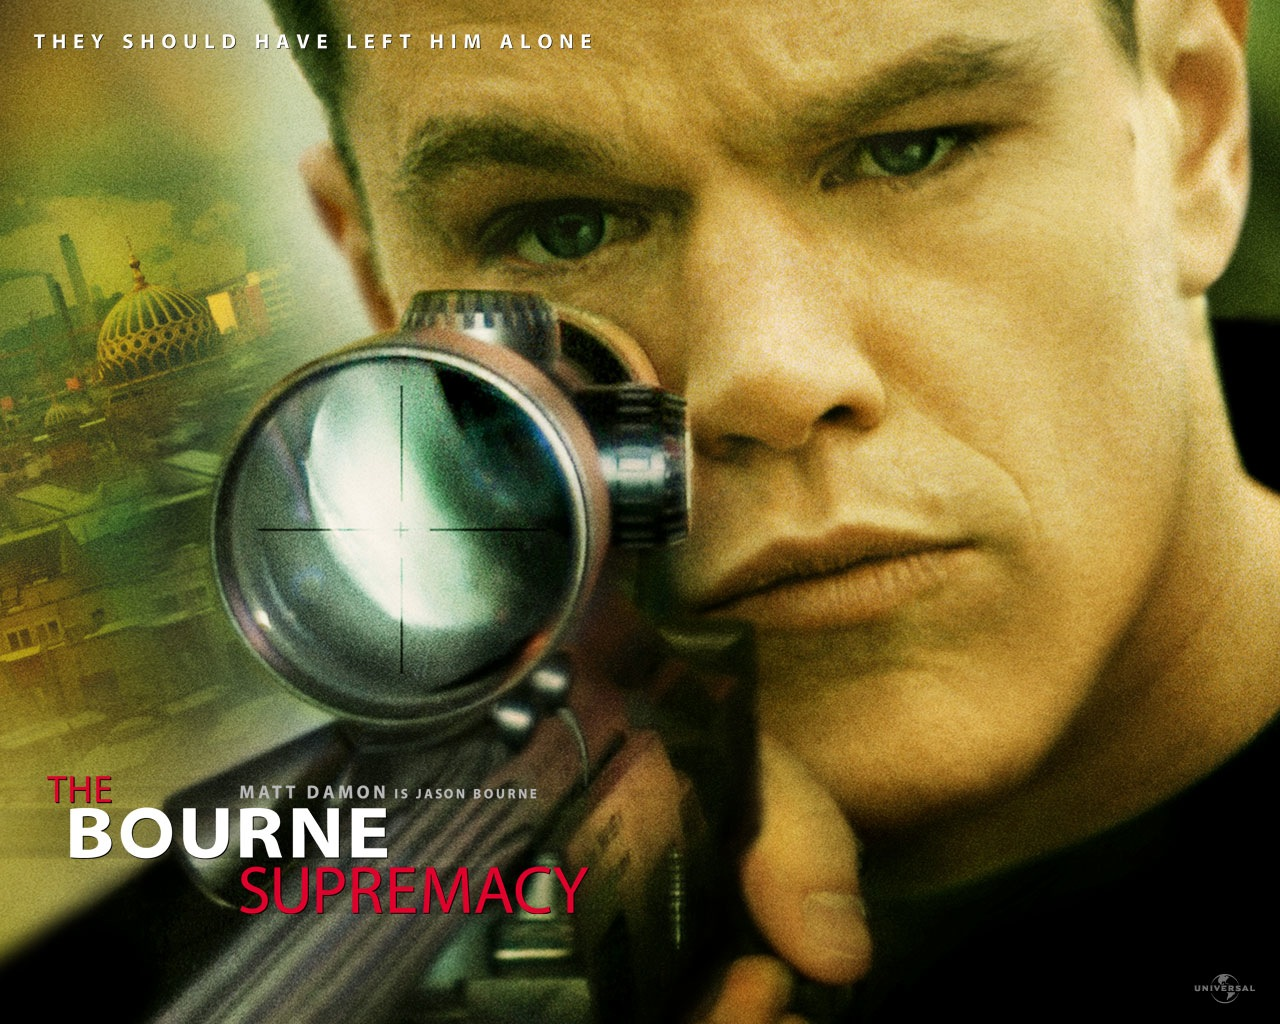 THEY SHOULD HAVE LEFT HIM ALONE
THE
MATT DAMON IS JASON BOURNE
BOURNE
SUPREMACY
UNIVERSAL